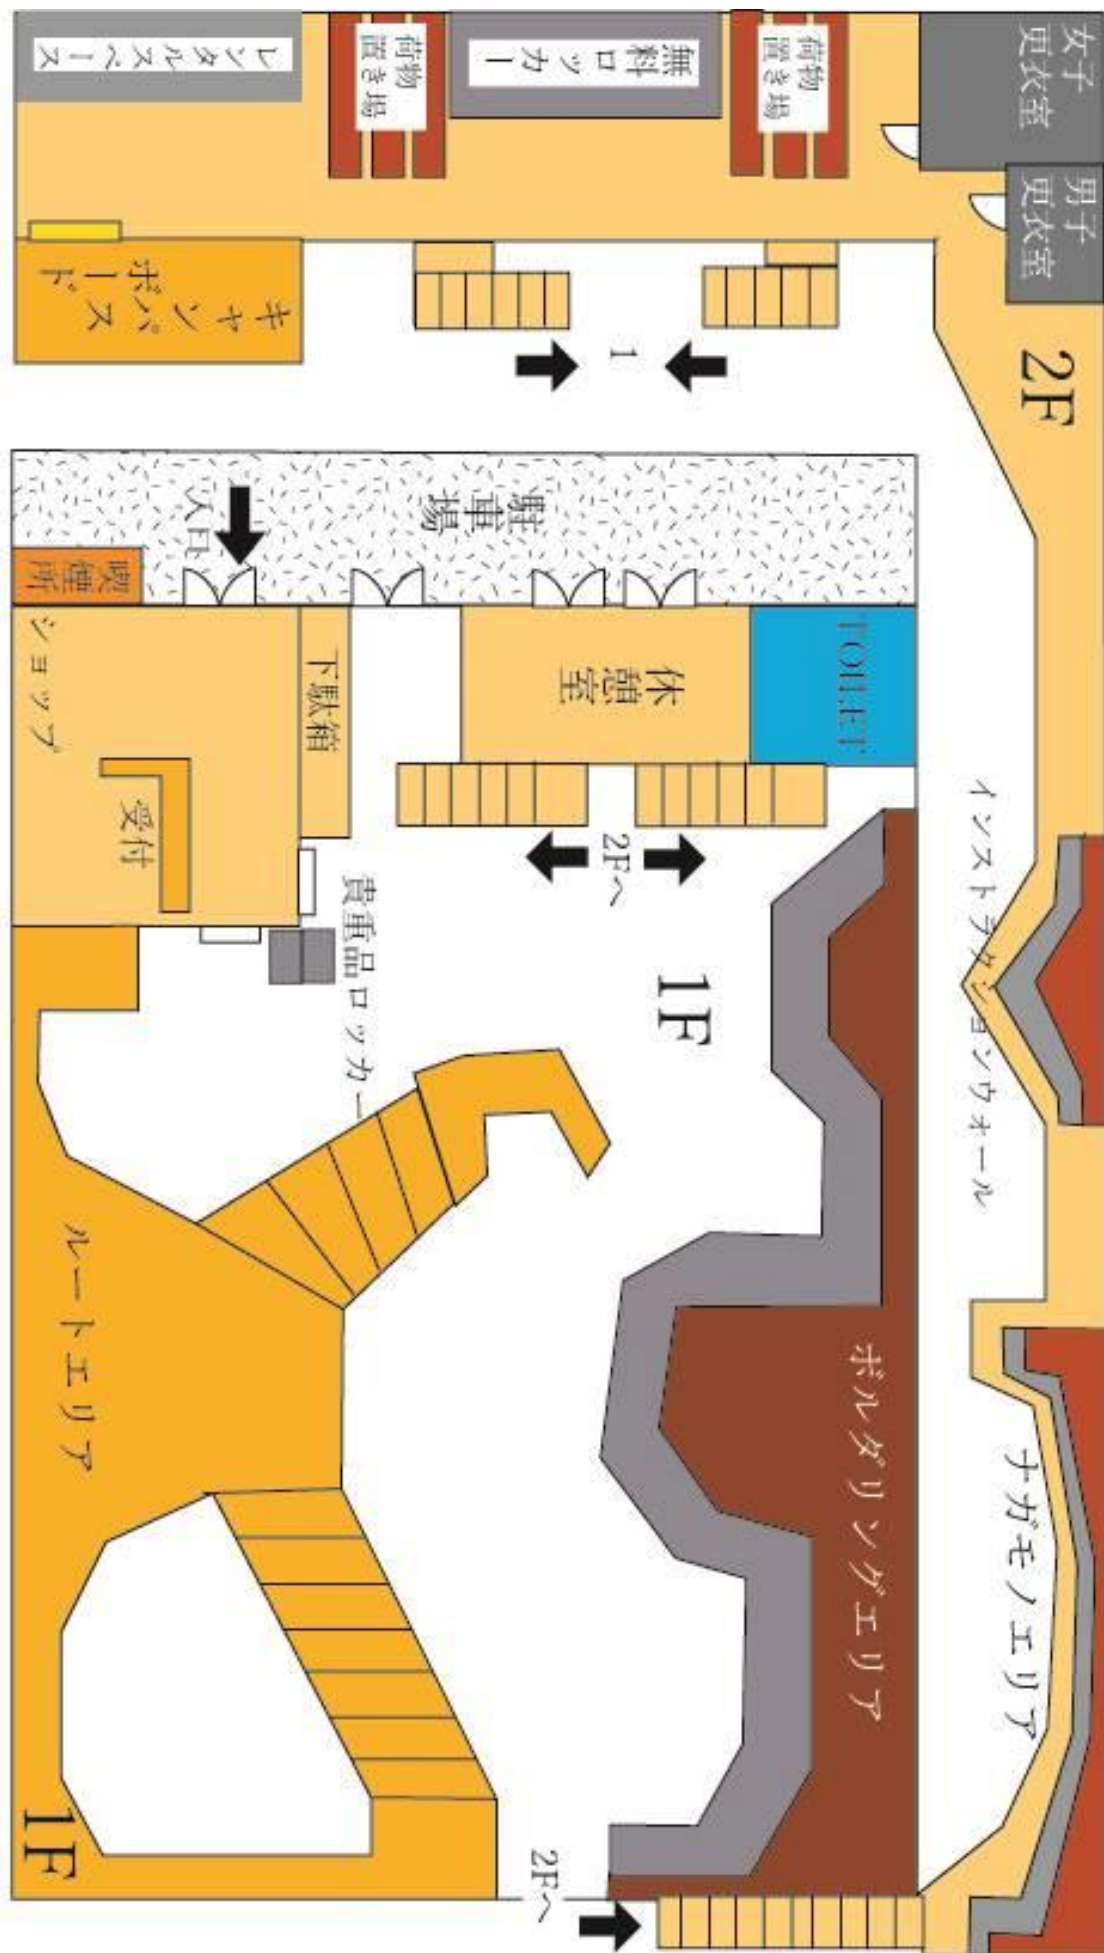 レンタルスペース
荷物
置き場
無料ロッカー
荷物
置き場
女子
更衣室
男子
更衣室
キャンパス
ボード
1
2F
駐車
場
入口
喫煙所
ショップ
下駄箱
休憩
室
TOILET
受付
2Fへ
貴重品ロッカー
1F
インストラクションウォール
ルートエリア
ボルダリングエリア
ナガモノエリア
1F
2Fへ